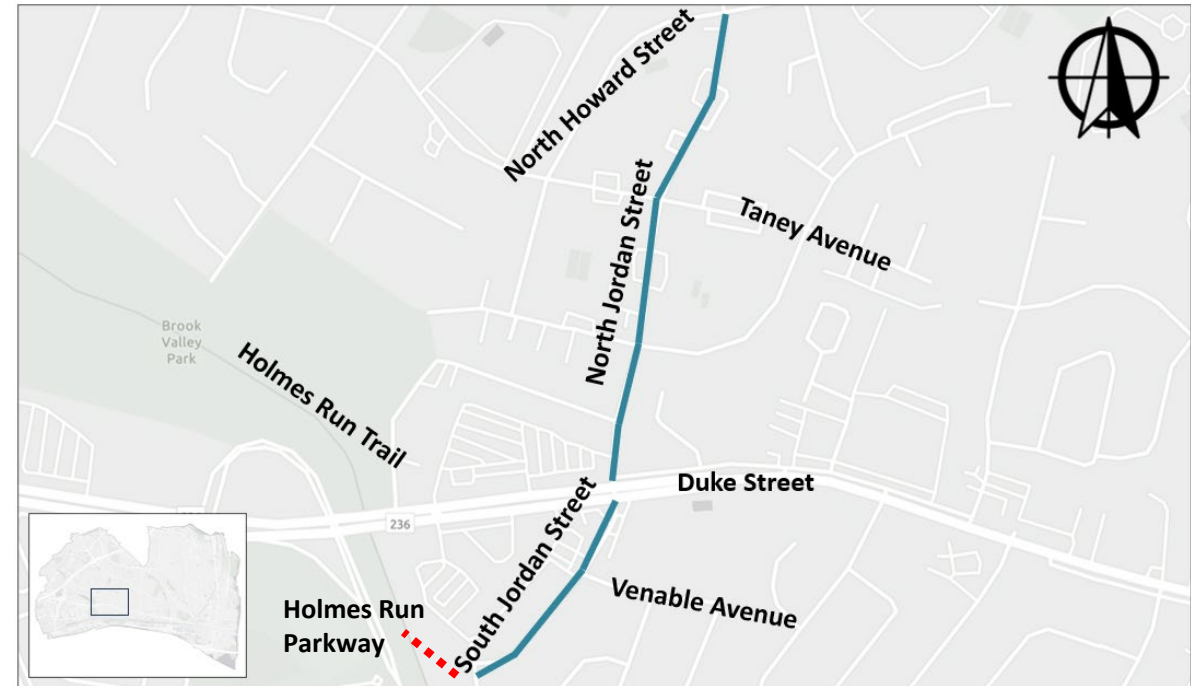 North Howard Street
Taney Avenue
North Jordan Street
Brook
Valley
Park
Holmes Run Trail
Duke Street
236
South Jordan Street
Venable Avenue
Holmes Run
Parkway